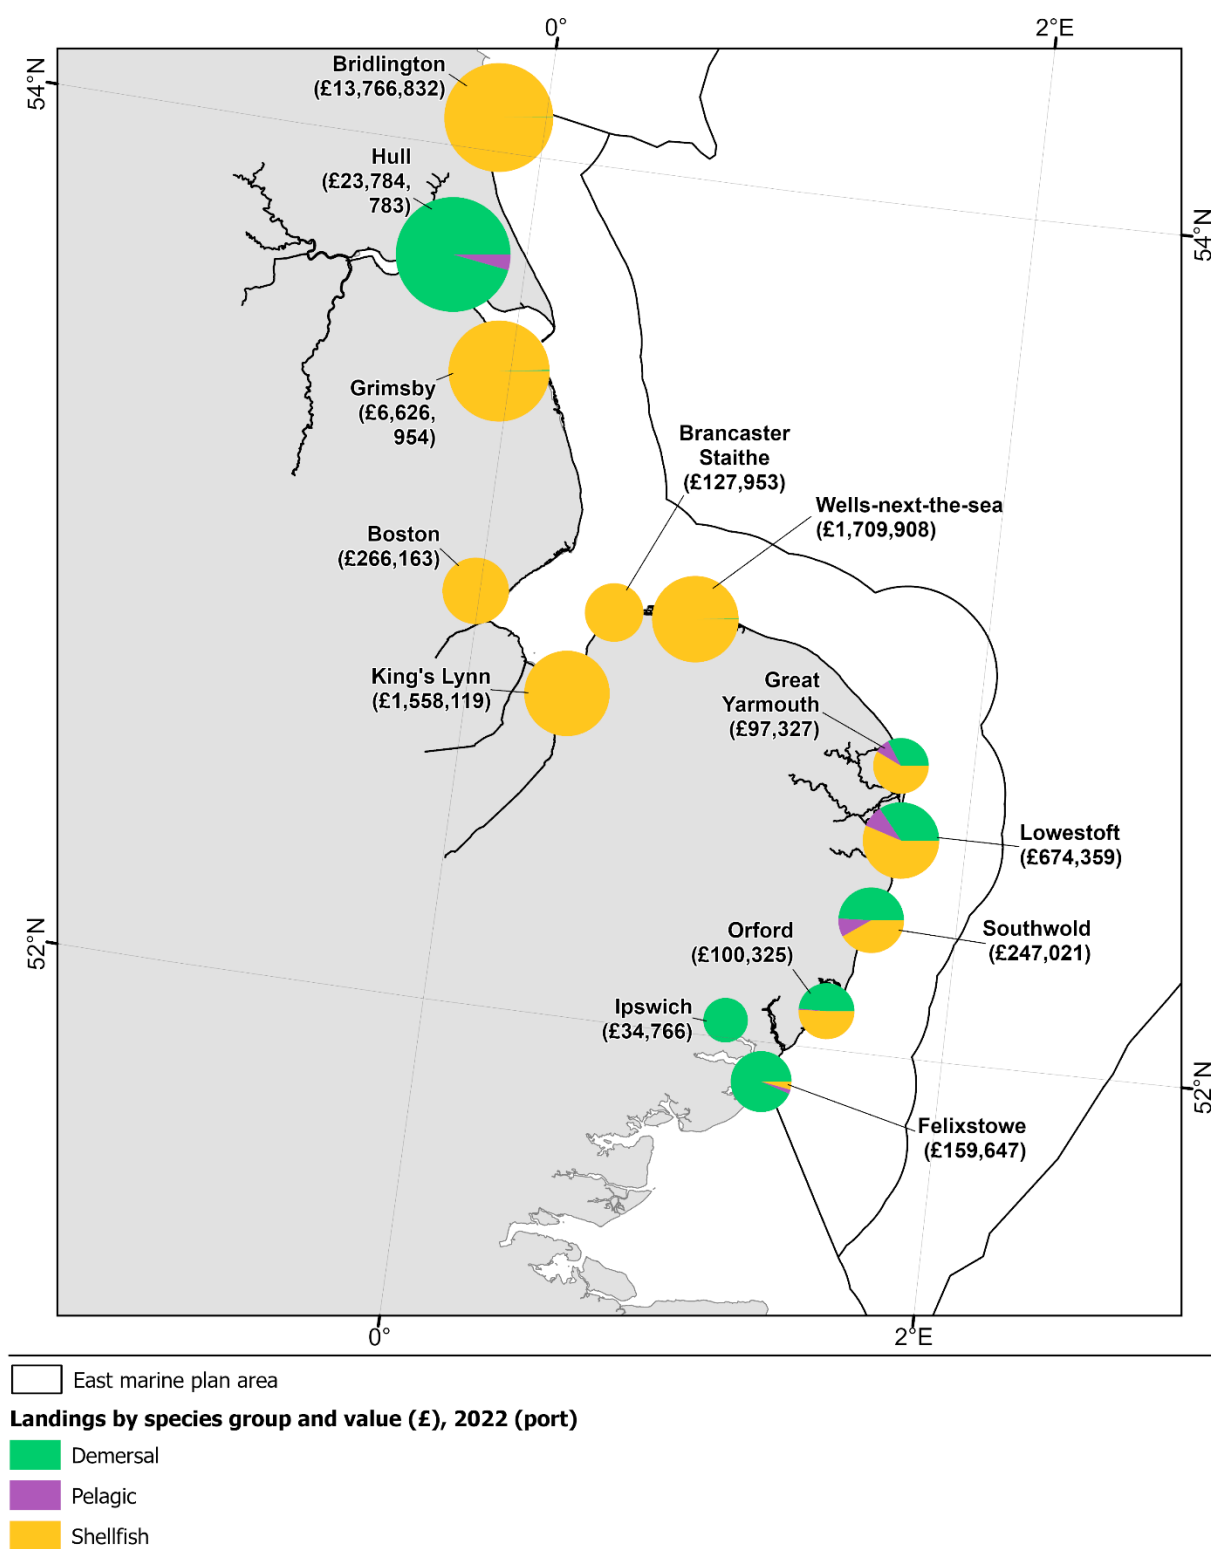 0°
2°E
54°N
54°N
Bridlington
(£13,766,832)
Hull
(£23,784,
783)
Grimsby
(£6,626,
954)
Brancaster
Staithe
(£127,953)
Wells-next-the-sea
(£1,709,908)
Boston
(£266,163)
King's Lynn
(£1,558,119)
Great
Yarmouth
(£97,327)
Lowestoft
(£674,359)
Southwold
(£247,021)
Orford
(£100,325)
Ipswich
(£34,766)
Felixstowe
(£159,647)
52°N
52°N
0°
2°E
East marine plan area
Landings by species group and value (£), 2022 (port)
Demersal
Pelagic
Shellfish